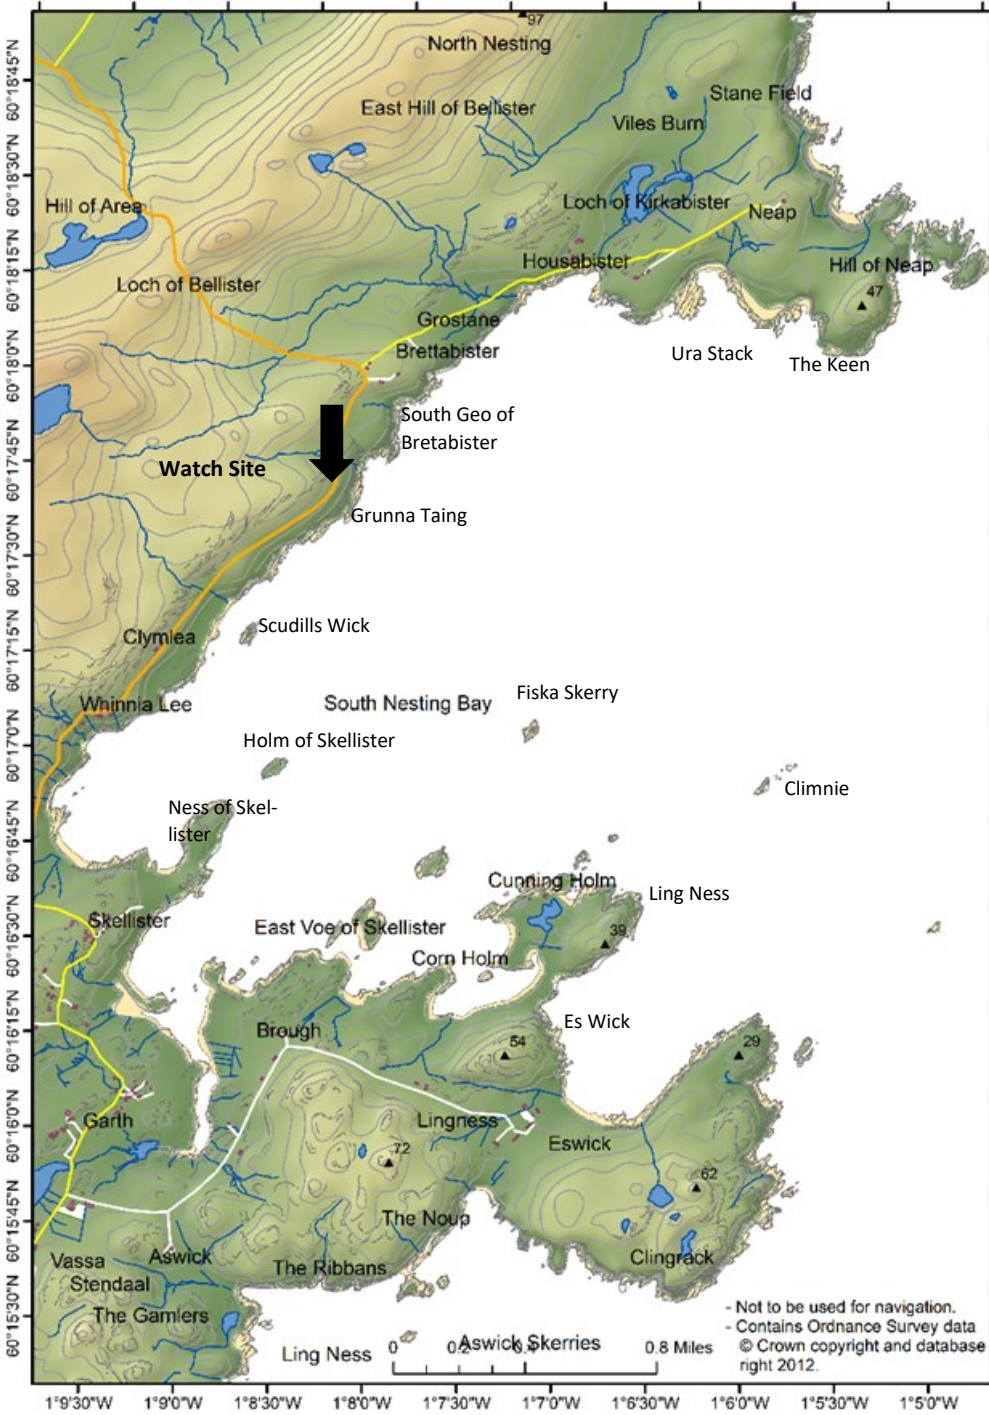 97
North Nesting
60°18'45"N
Stane Field
East Hill of Bellister
Viles Burn
60°18'30"N
Hill of Area
Loch of Kirkabister
Neap
60°18'15"N
Housabister
Hill of Neap
Loch of Bellister
47
Grostane
Brettabister
Ura Stack
The Keen
60°18'0"N
South Geo of
Bretabister
60°17'45"N
Watch Site
Grunna Taing
60°17'30"N
Scudills Wick
Clymlea
60°17'15"N
Fiska Skerry
South Nesting Bay
Whinnia Lee
60°17'0"N
Holm of Skellister
Climnie
Ness of Skel-
lister
60°16'45"N
Cunning Holm
Ling Ness
Skellister
East Voe of Skellister
39
60°16'30"N
Corn Holm
60°16'15"N
Es Wick
Brough
54
29
60°16'0"N
Garth
Lingness
Eswick
72
62
60°15'45"N
The Noup
Vassa
Aswick
The Ribbans
Clingrack
Stendaal
60°15'30"N
The Gamlers
- Not to be used for navigation.
- Contains Ordnance Survey data
© Crown copyright and database
right 2012.
Ling Ness
Aswick Skerries
0 0.2 0.4 0.8 Miles
1°9'30"W 1°9'0"W 1°8'30"W 1°8'0"W 1°7'30"W 1°7'0"W 1°6'30"W 1°6'0"W 1°5'30"W 1°5'0"W